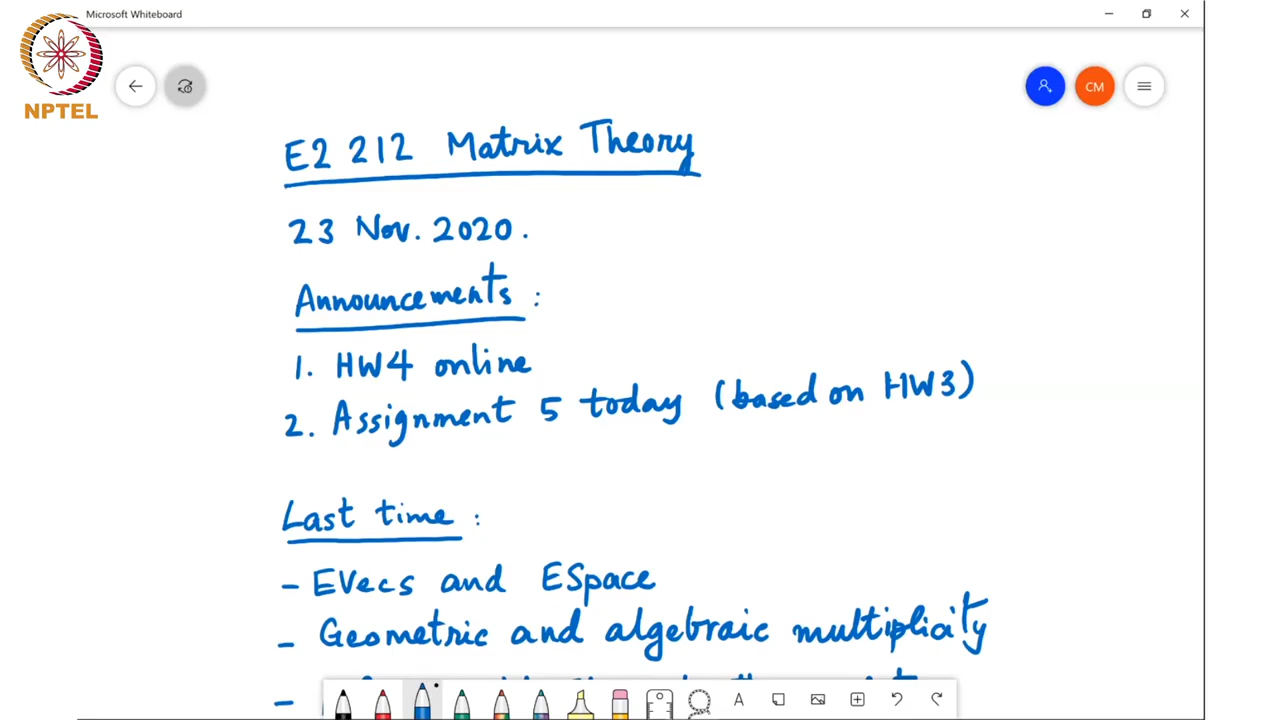 Microsoft Whiteboard
NPTEL
CM
E2 212 Matrix Theory
23 Nov. 2020.
Announcements :
1. HW4 online
2. Assignment 5 today (based on HW3)
Last time :
- EVecs and ESpace
- Geometric and algebraic multiplicity
-
A